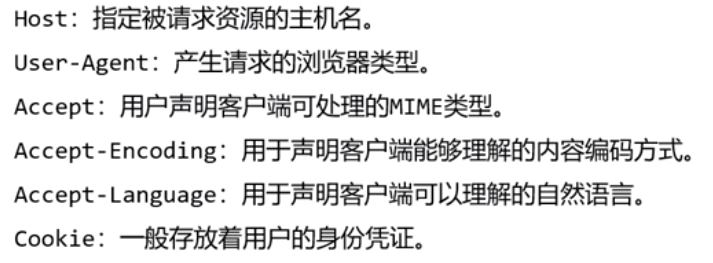 Host：指定被请求资源的主机名。
User-Agent：产生请求的浏览器类型。
Accept：用户声明客户端可处理的MIME类型。
Accept-Encoding：用于声明客户端能够理解的内容编码方式。
Accept-Language：用于声明客户端可以理解的自然语言。
Cookie：一般存放着用户的身份凭证。